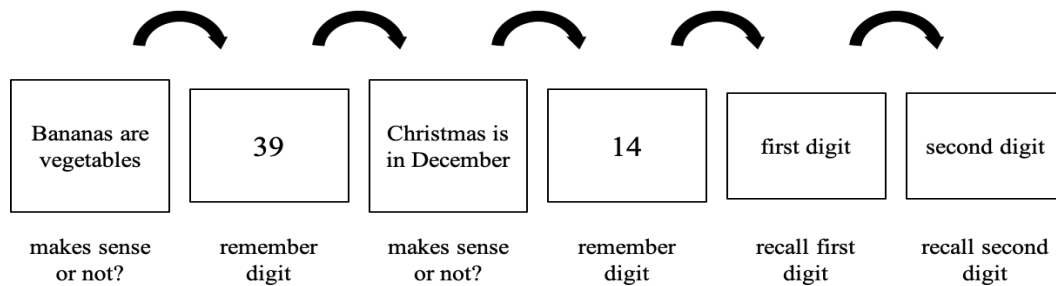 Bananas are
vegetables
39
Christmas is
in December
14
first digit
second digit
makes sense
or not?
remember
digit
makes sense
or not?
remember
digit
recall first
digit
recall second
digit